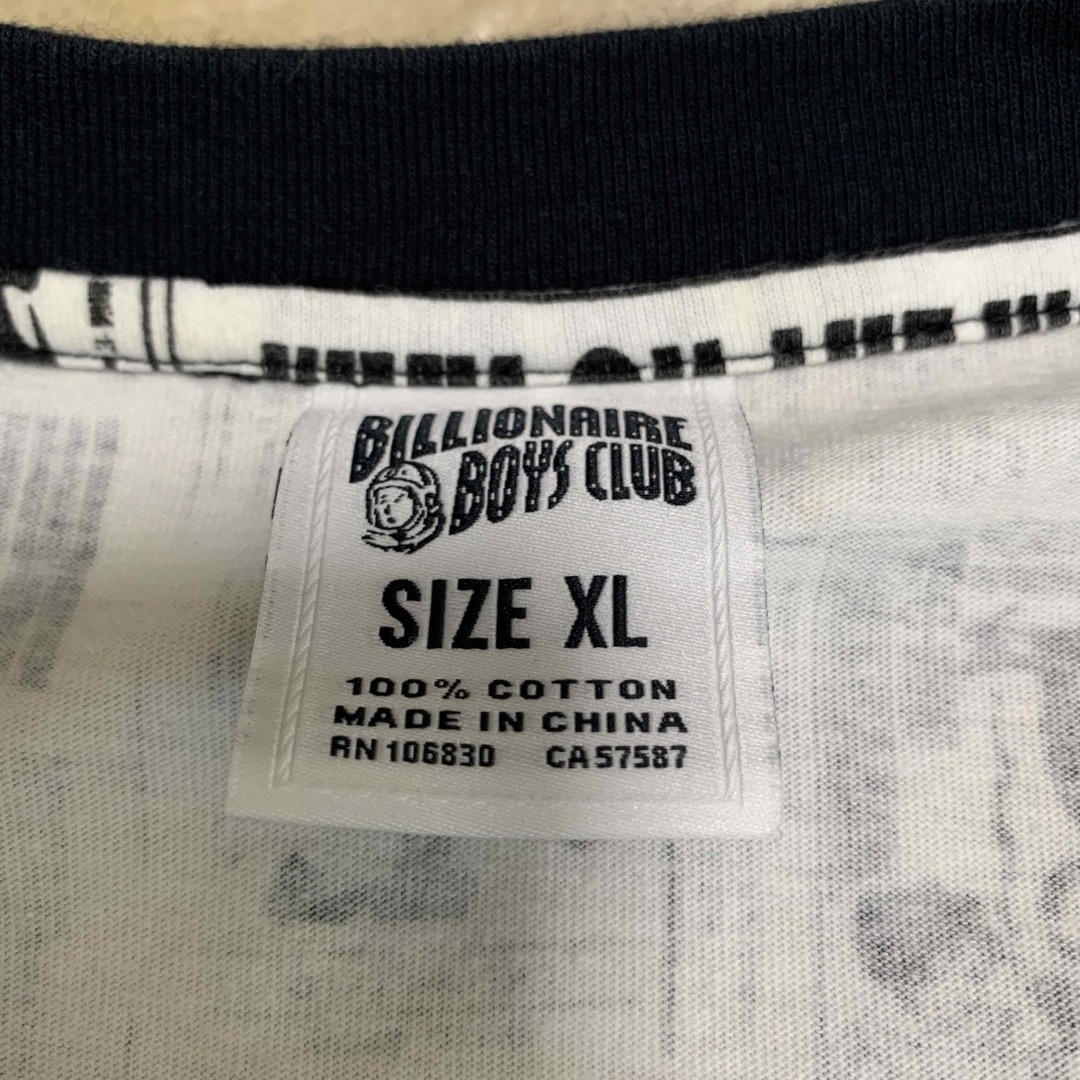 BILLIONAIRE
BOYS CLUB
SIZE XL
100% COTTON
MADE IN CHINA
RN 106830 CA 57587